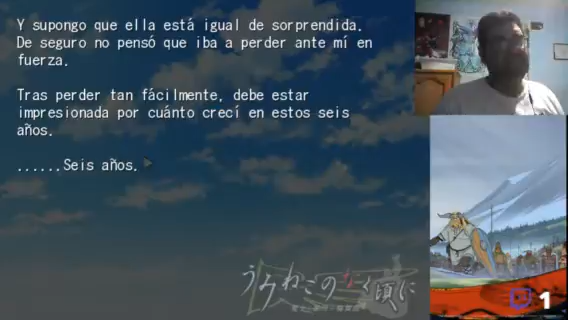 Y supongo que ella está igual de sorprendida.
De seguro no pensó que iba a perder ante mí en
fuerza.
Tras perder tan fácilmente, debe estar
impresionada por cuánto crecí en estos seis
años.
......Seis años.
うみねこのなく頃に
1